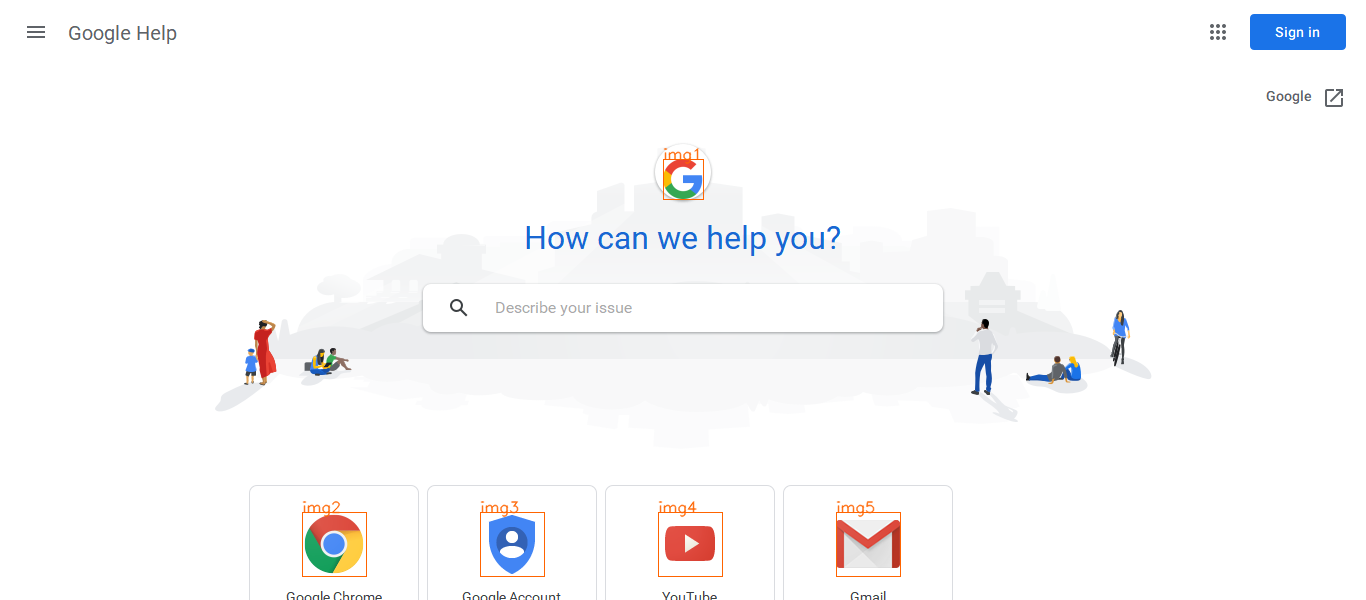 Google Help
Sign in
Google
img1
How can we help you?
Describe your issue
img2
img3
img4
img5
Google Chrome
Google Account
YouTube
Gmail